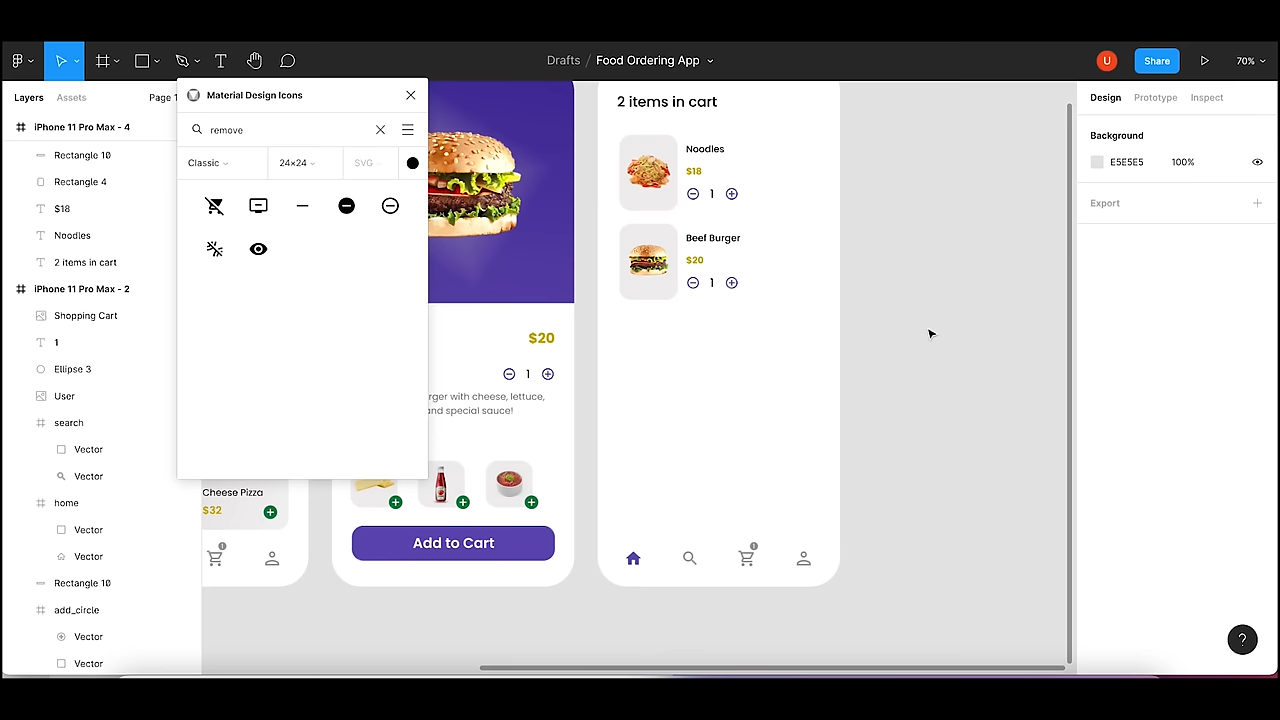 Drafts / Food Ordering App
U
Share
70%
Layers
Assets
Page 1
iPhone 11 Pro Max - 4
Rectangle 10
Rectangle 4
$18
Noodles
2 items in cart
iPhone 11 Pro Max - 2
Shopping Cart
1
Ellipse 3
User
search
Vector
Vector
home
Vector
Vector
Rectangle 10
add_circle
Vector
Vector
Material Design Icons
remove
Classic
24x24
SVG
Cheese Pizza
$32
1
$20
1
rger with cheese, lettuce,
and special sauce!
Add to Cart
2 items in cart
Noodles
$18
1
Beef Burger
$20
1
1
Design
Prototype
Inspect
Background
E5E5E5
100%
Export
?